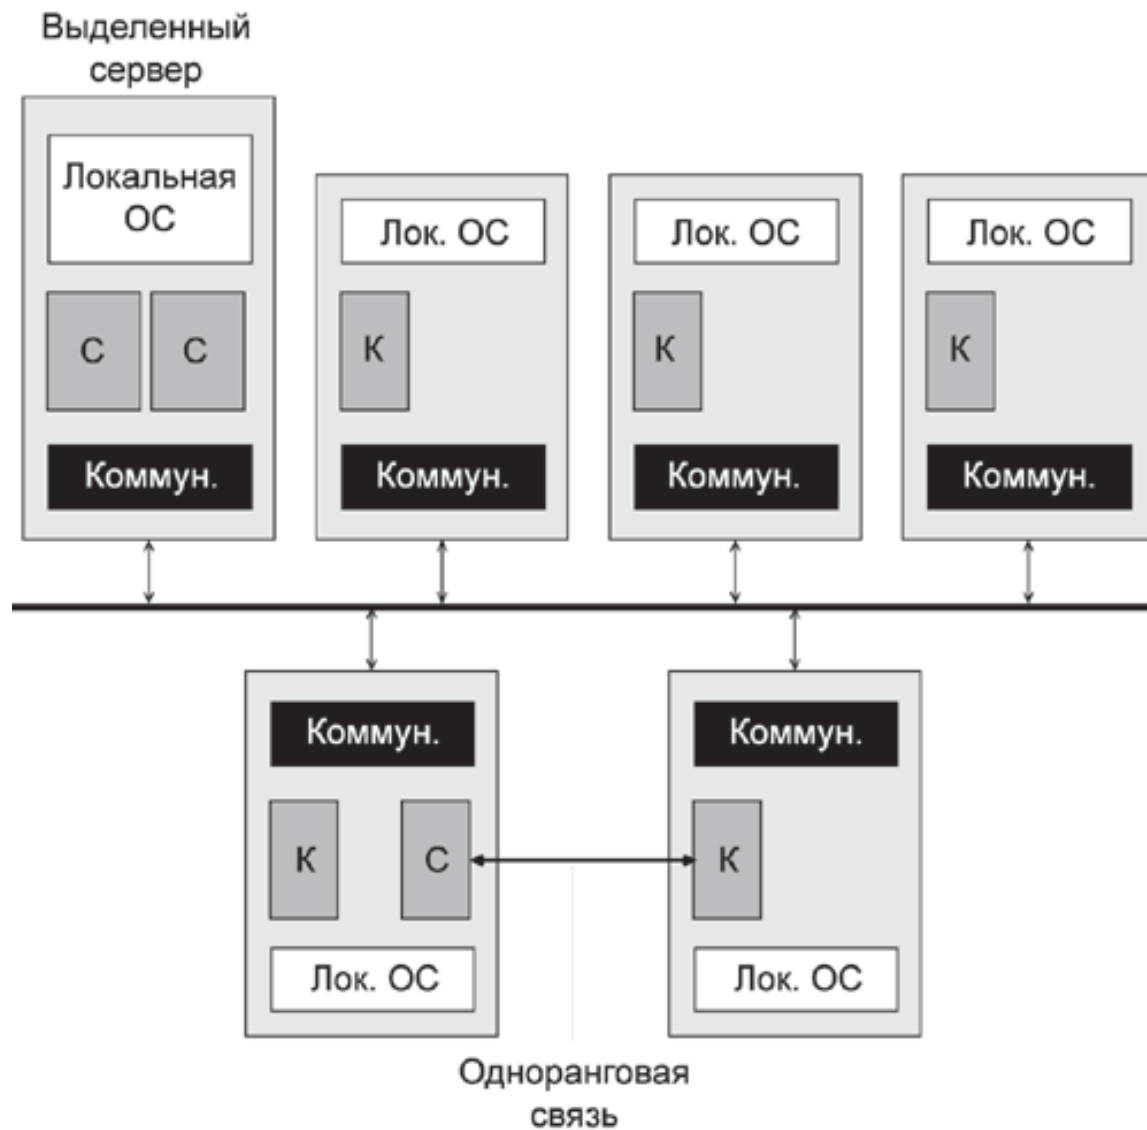 Выделенный
сервер
Локальная
ОС
Лок. ОС
Лок. ОС
Лок. ОС
С
С
К
К
К
Коммун.
Коммун.
Коммун.
Коммун.
Коммун.
Коммун.
К
С
К
Лок. ОС
Лок. ОС
Одноранговая
связь